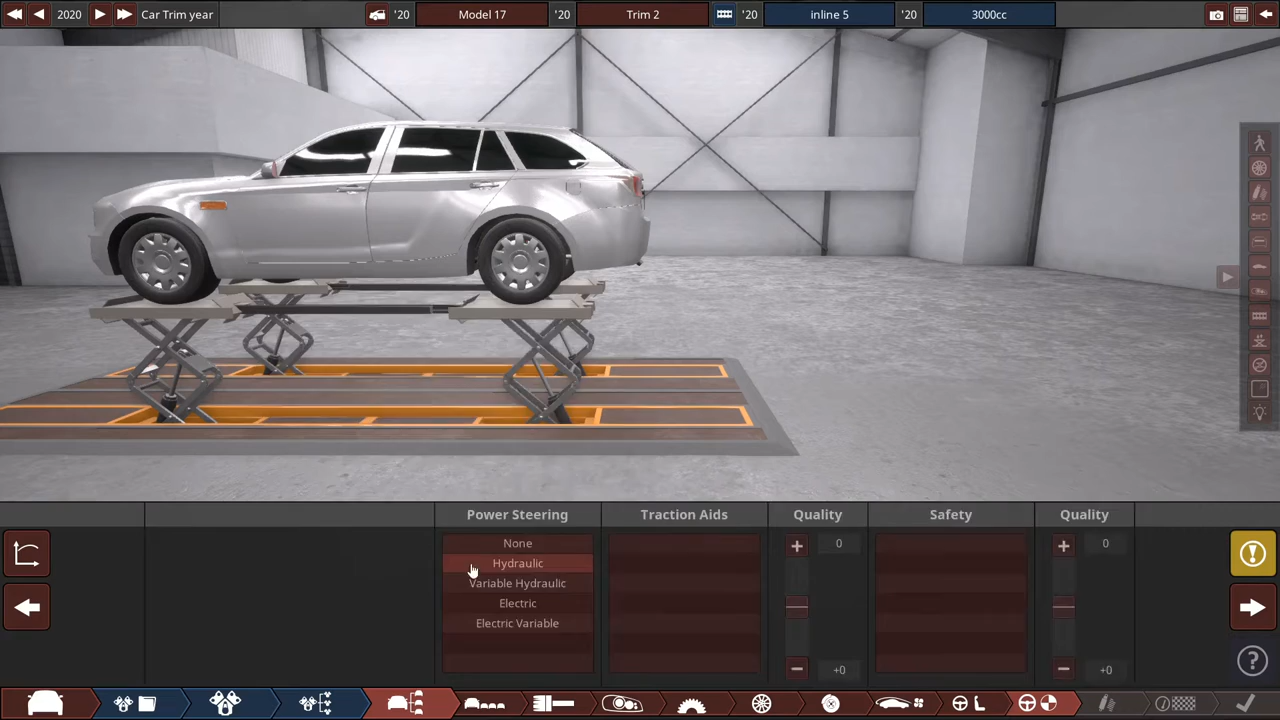 2020 Car Trim year '20 Model 17 '20 Trim 2 '20 inline 5 '20 3000cc
Power Steering Traction Aids Quality Safety Quality
None
Hydraulic
Variable Hydraulic
Electric
Electric Variable
+ 0
- +0
+ 0
- +0
?